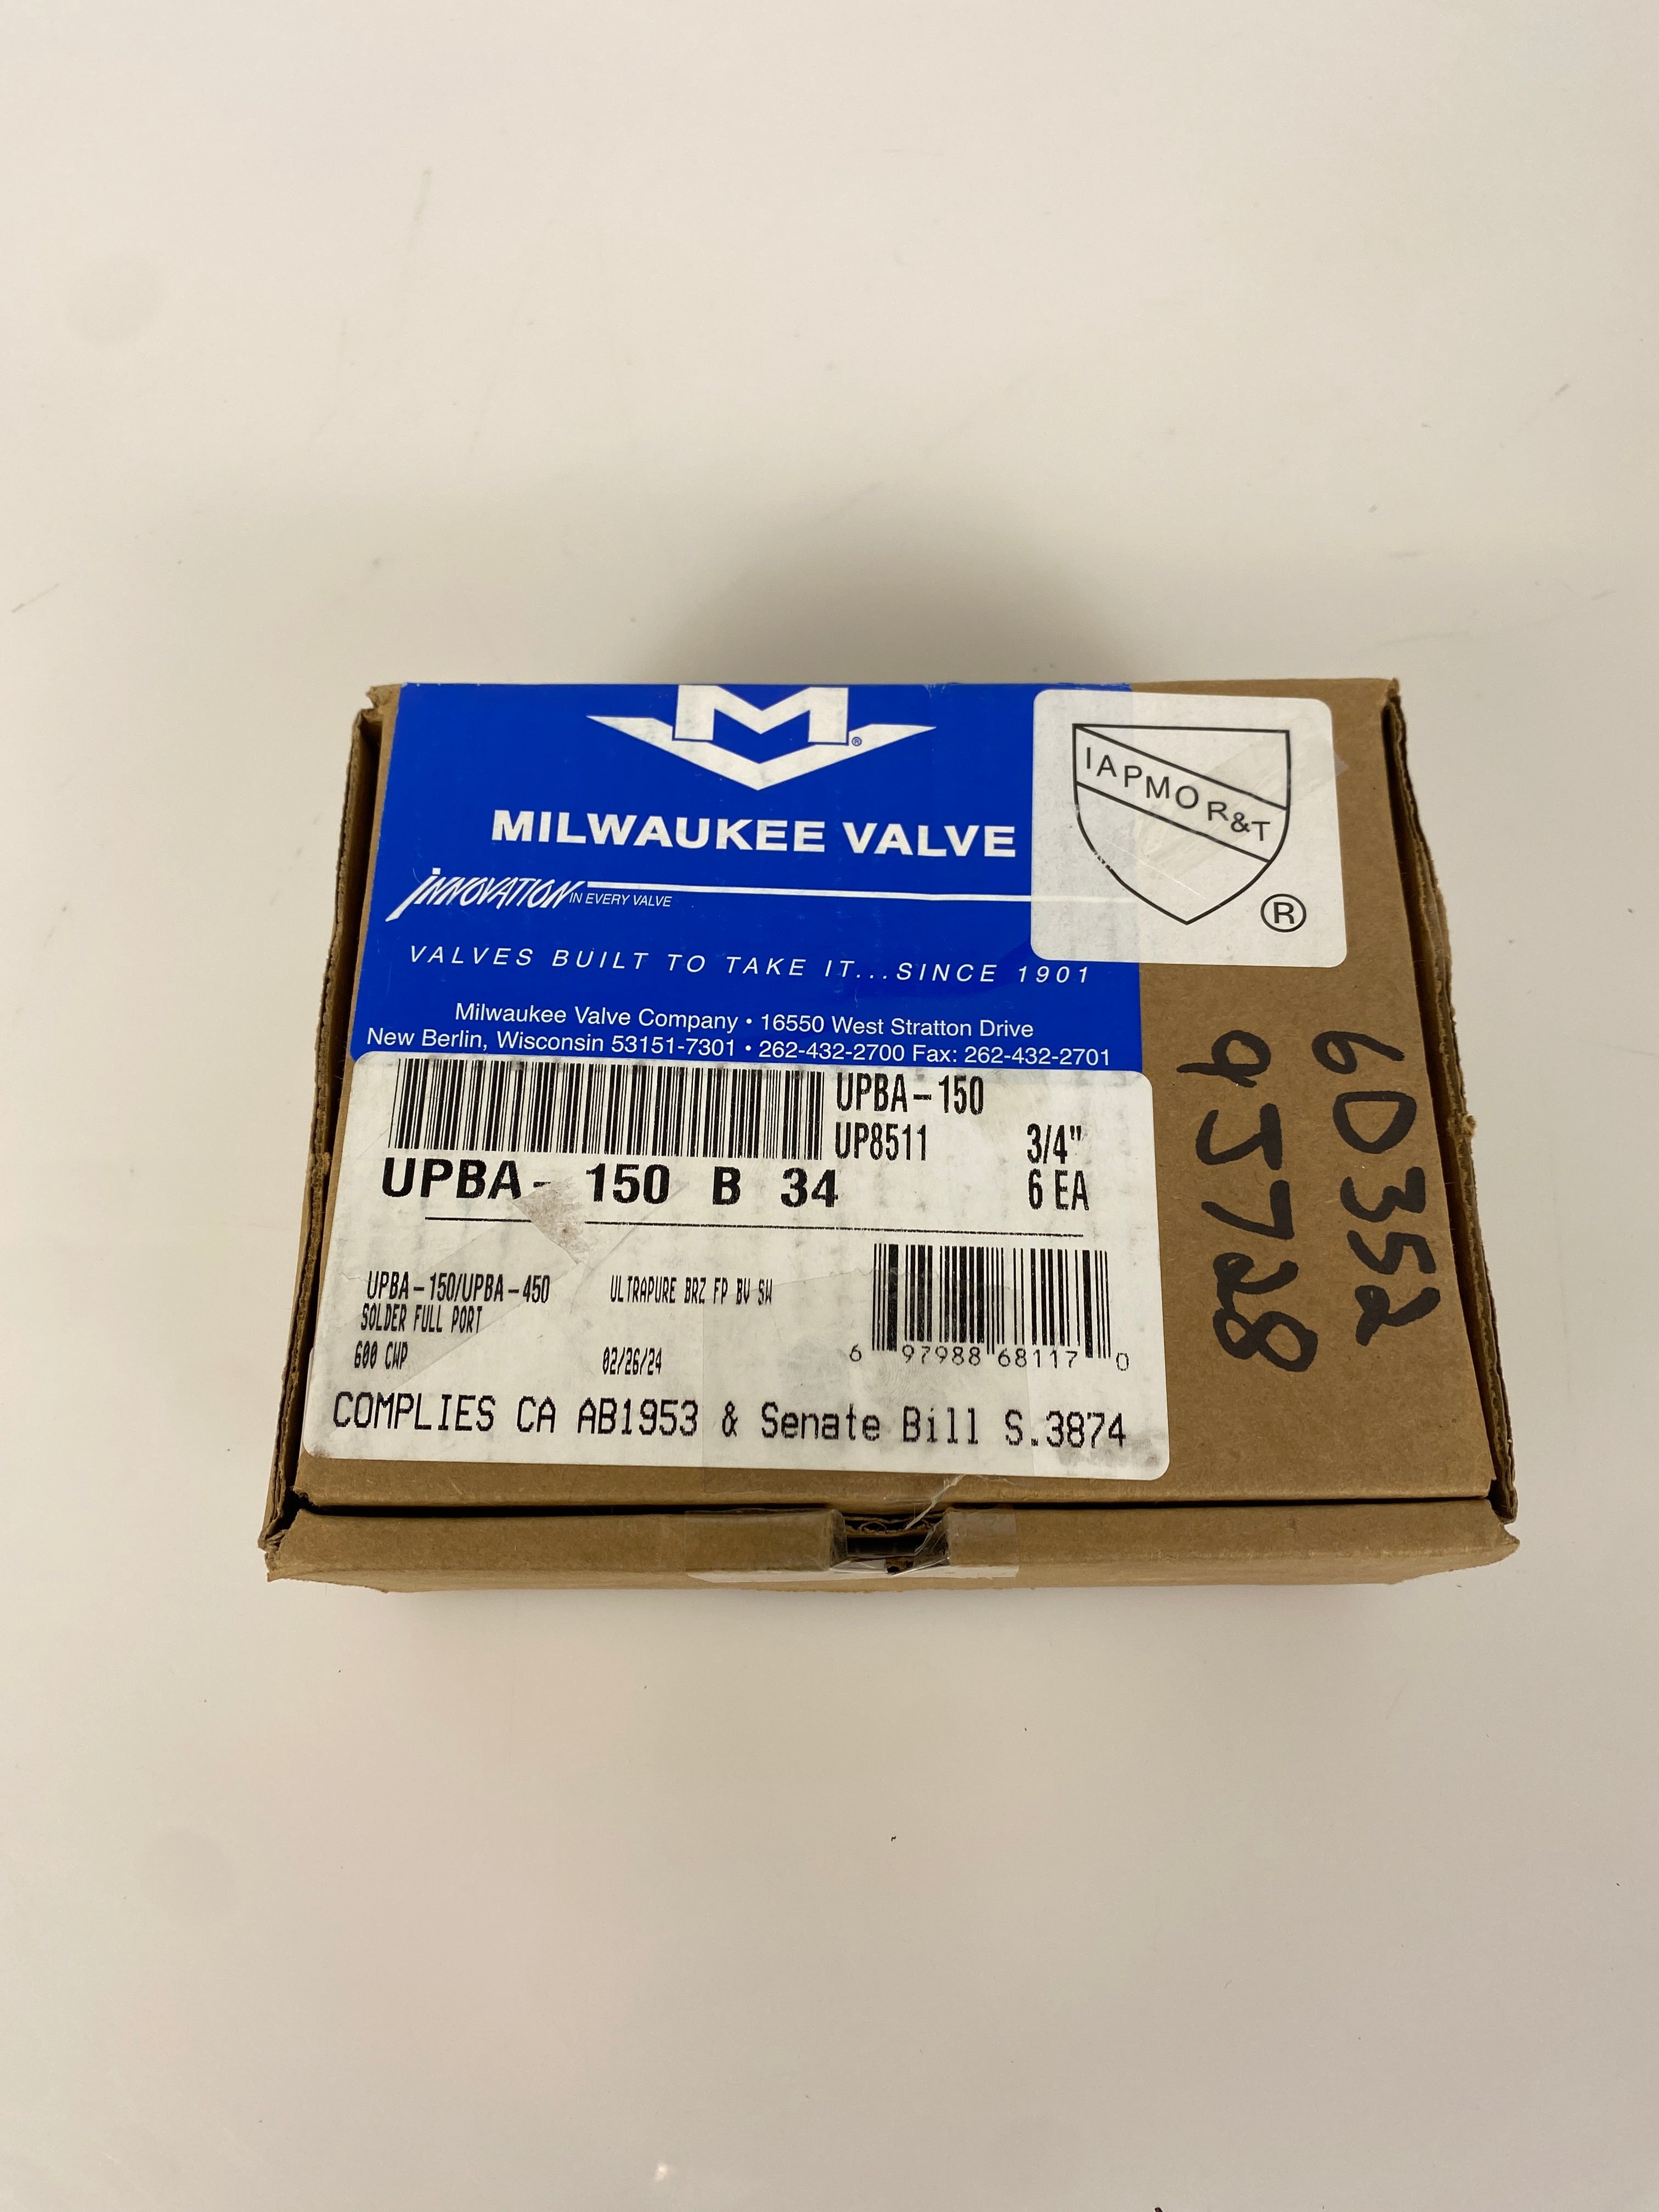 M®
MILWAUKEE VALVE
INNOVATION IN EVERY VALVE
VALVES BUILT TO TAKE IT...SINCE 1901
Milwaukee Valve Company • 16550 West Stratton Drive
New Berlin, Wisconsin 53151-7301 • 262-432-2700 Fax: 262-432-2701
IAPMO R&T
®
UPBA-150
UP8511 3/4"
UPBA- 150 B 34 6 EA
UPBA-150/UPBA-450 ULTRAPURE BRZ FP BV SW
SOLDER FULL PORT
600 CWP 02/26/24
6 97988 68117 0
COMPLIES CA AB1953 & Senate Bill S.3874
6D352
95728